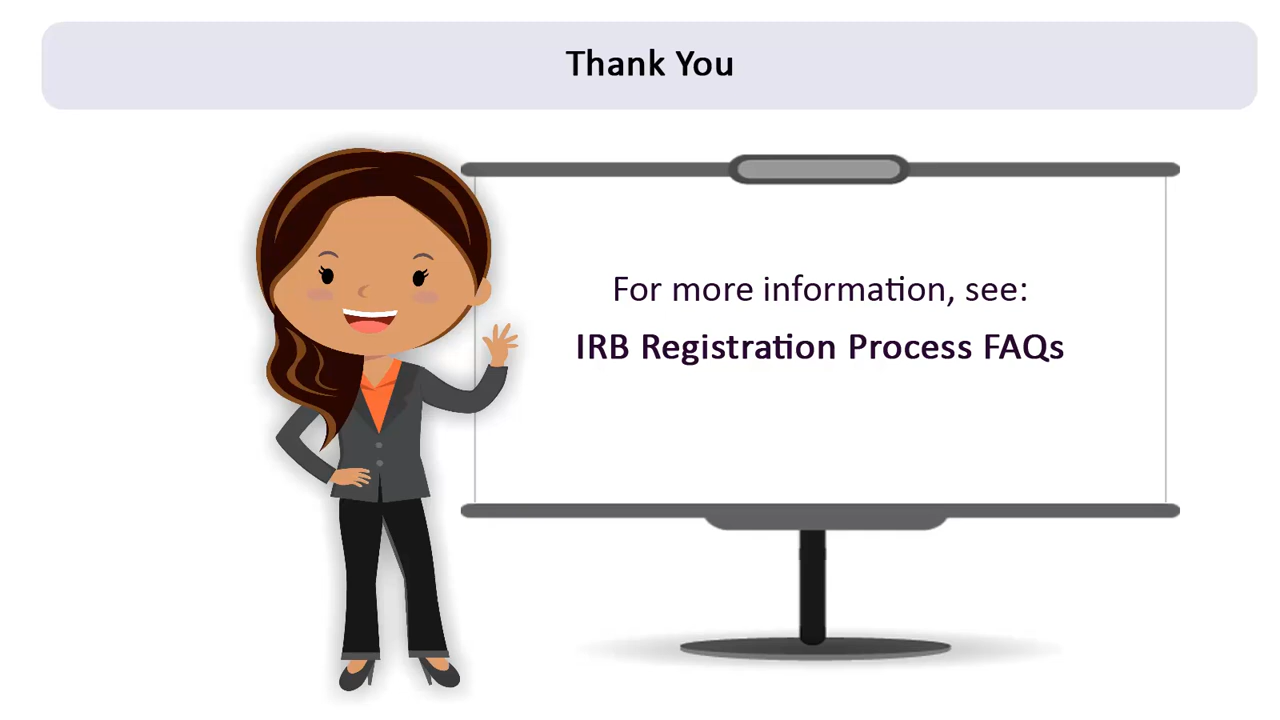 Thank You
For more information, see:
IRB Registration Process FAQs